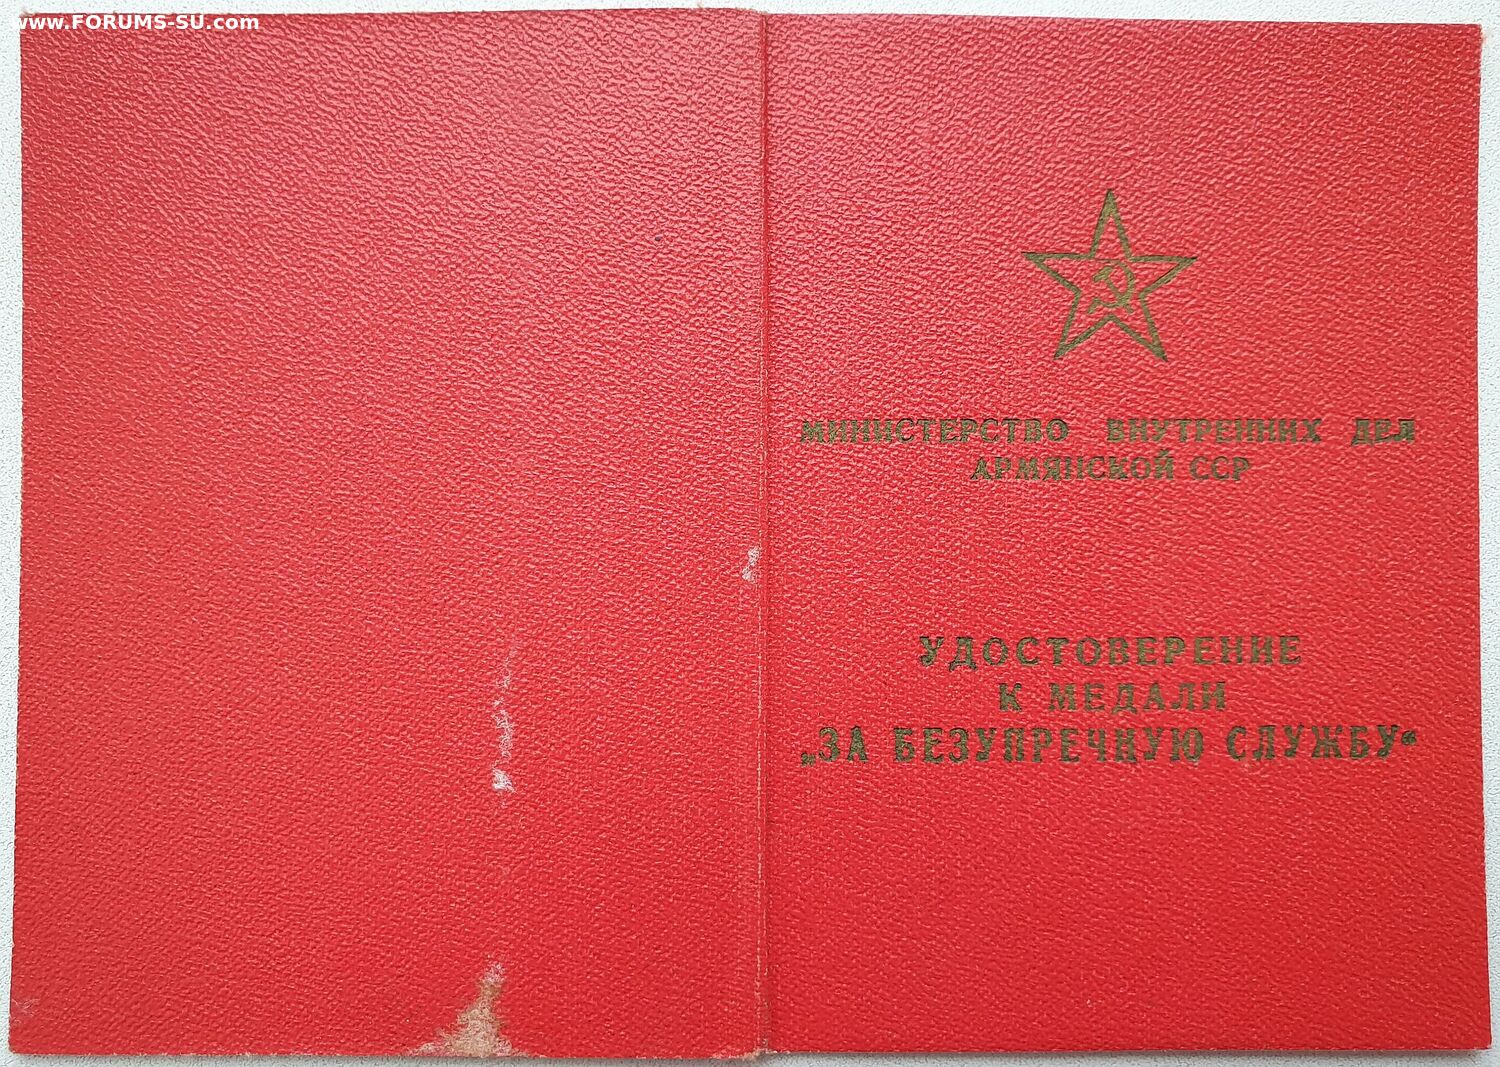 www.FORUMS-SU.com
МИНИСТЕРСТВО ВНУТРЕННИХ ДЕЛ
АРМЯНСКОЙ ССР
УДОСТОВЕРЕНИЕ
К МЕДАЛИ
„ЗА БЕЗУПРЕЧНУЮ СЛУЖБУ“